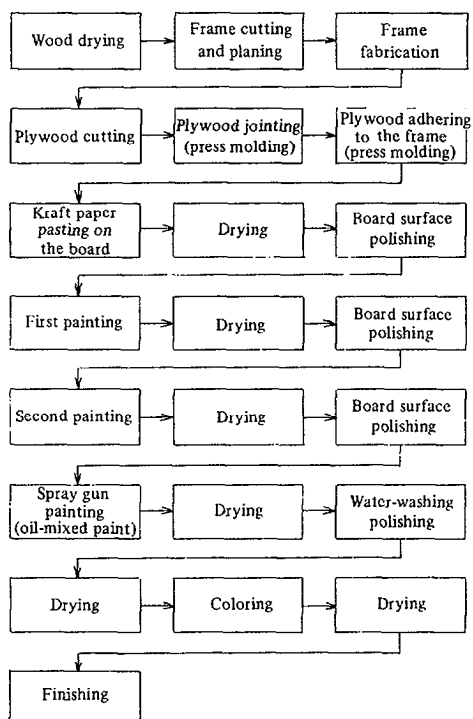 Wood drying
Frame cutting
and planing
Frame
fabrication
Plywood cutting
Plywood jointing
(press molding)
Plywood adhering
to the frame
(press molding)
Kraft paper
pasting on
the board
Drying
Board surface
polishing
First painting
Drying
Board surface
polishing
Second painting
Drying
Board surface
polishing
Spray gun
painting
(oil-mixed paint)
Drying
Water-washing
polishing
Drying
Coloring
Drying
Finishing